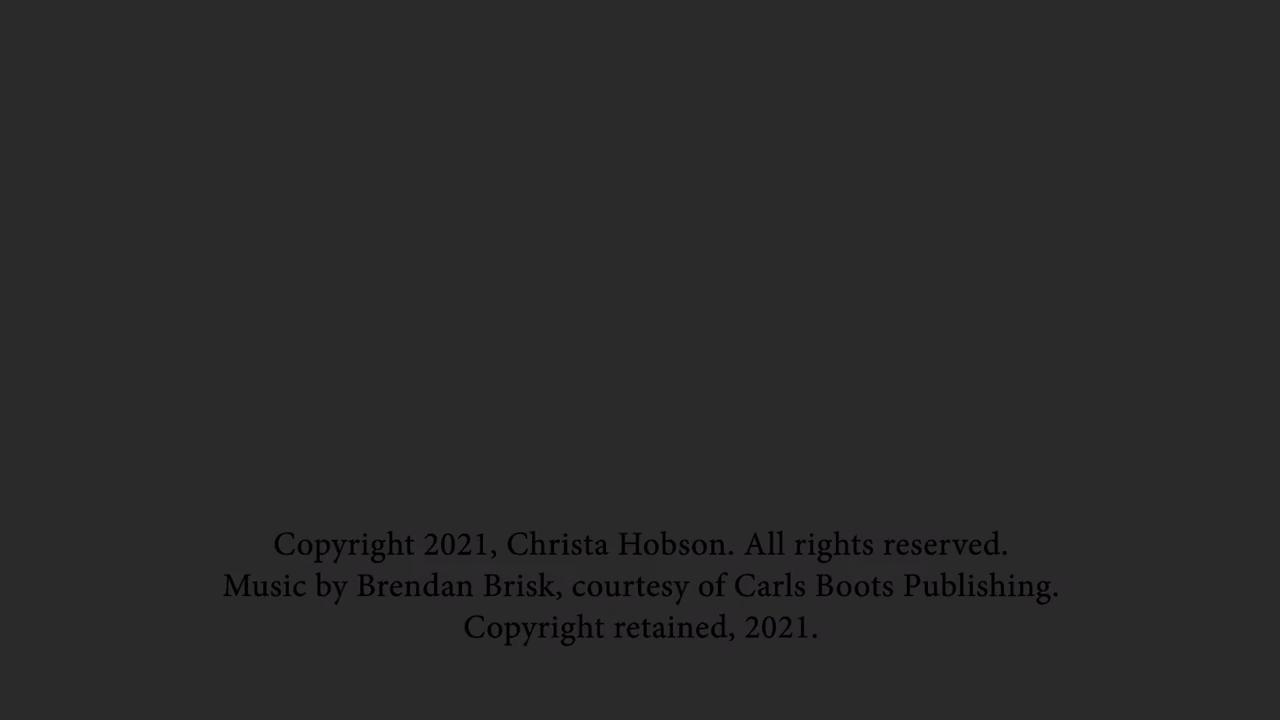 Copyright 2021, Christa Hobson. All rights reserved.
Music by Brendan Brisk, courtesy of Carls Boots Publishing.
Copyright retained, 2021.